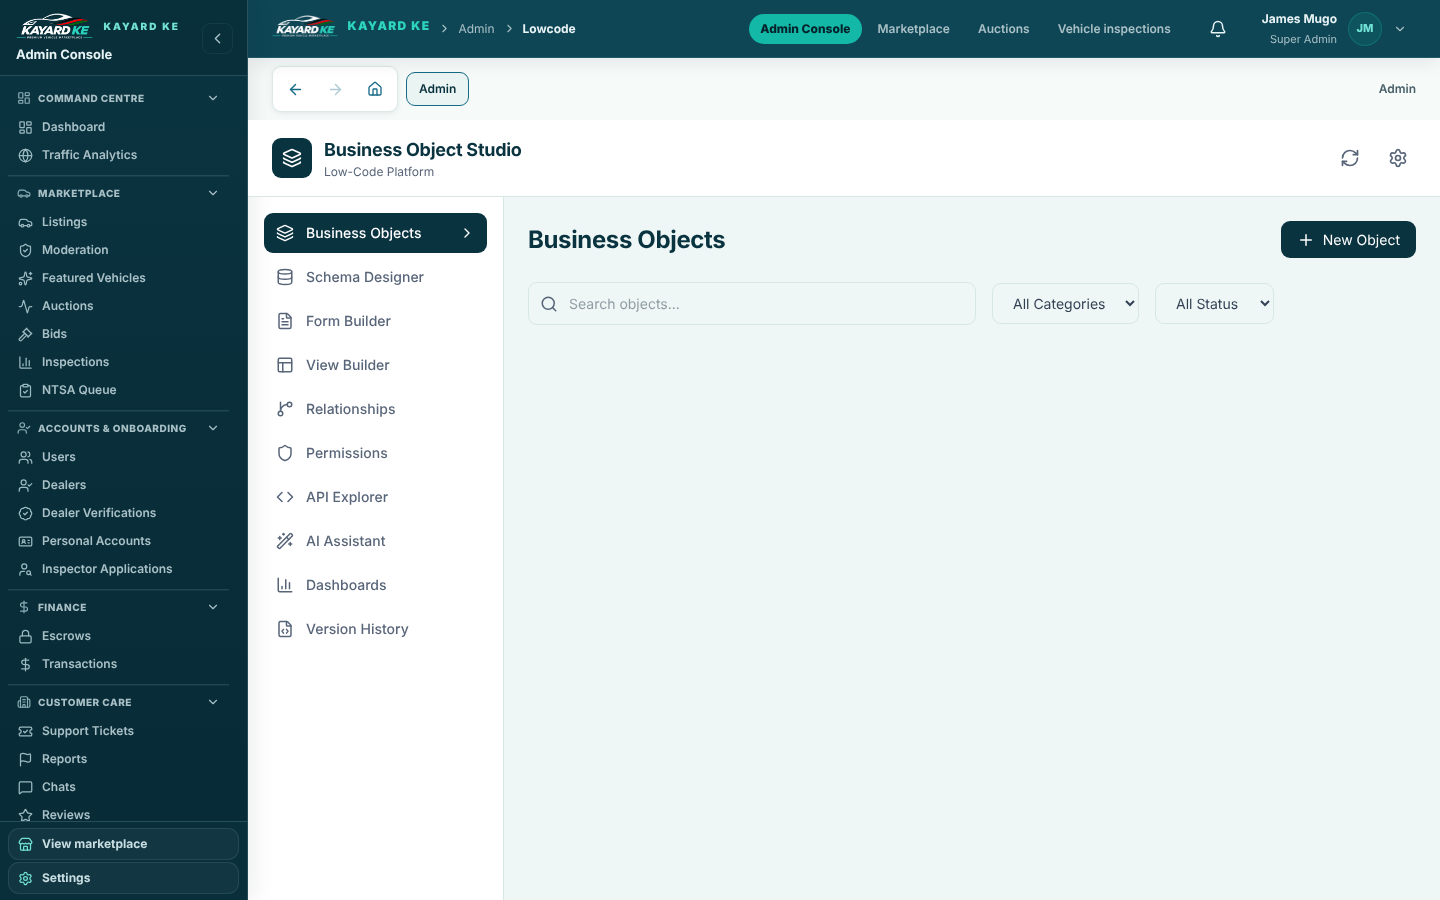 KAYARD KE
KAYARD KE
Admin Console
COMMAND CENTRE
Dashboard
Traffic Analytics
MARKETPLACE
Listings
Moderation
Featured Vehicles
Auctions
Bids
Inspections
NTSA Queue
ACCOUNTS & ONBOARDING
Users
Dealers
Dealer Verifications
Personal Accounts
Inspector Applications
FINANCE
Escrows
Transactions
CUSTOMER CARE
Support Tickets
Reports
Chats
Reviews
View marketplace
Settings
KAYARD KE
KAYARD KE
Admin
Lowcode
Admin Console
Marketplace
Auctions
Vehicle inspections
James Mugo
Super Admin
JM
Admin
Admin
Business Object Studio
Low-Code Platform
Business Objects
Schema Designer
Form Builder
View Builder
Relationships
Permissions
API Explorer
AI Assistant
Dashboards
Version History
Business Objects
New Object
Search objects...
All Categories
All Status